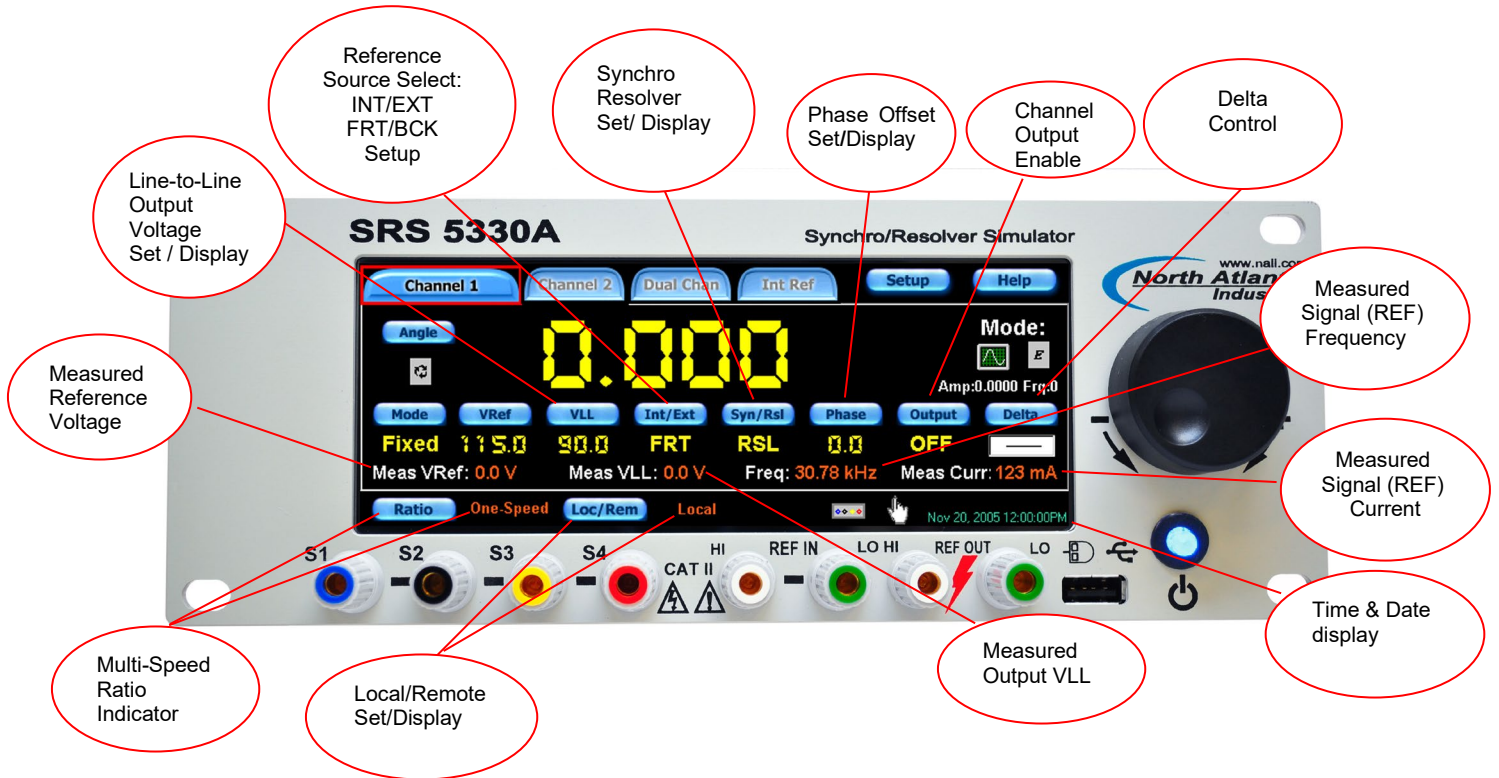 Reference
Source Select:
INT/EXT
FRT/BCK
Setup
Synchro
Resolver
Set/ Display
Phase Offset
Set/Display
Channel
Output
Enable
Delta
Control
Line-to-Line
Output
Voltage
Set / Display
SRS 5330A
Synchro/Resolver Simulator
www.naii.co
North Atlan
Indus
Channel 1
Channel 2
Dual Chan
Int Ref
Setup
Help
Measured
Signal (REF)
Frequency
Angle
0.000
Mode:
E
Amp:0.0000 Frq:0
Measured
Reference
Voltage
Mode
VRef
VLL
Int/Ext
Syn/Rsl
Phase
Output
Delta
Fixed
115.0
90.0
FRT
RSL
0.0
OFF
Meas VRef: 0.0 V
Meas VLL: 0.0 V
Freq: 30.78 kHz
Meas Curr: 123 mA
Measured
Signal (REF)
Current
Ratio
One-Speed
Loc/Rem
Local
Nov 20, 2005 12:00:00PM
S1
S2
S3
S4
CAT II
HI
REF IN
LO
HI
REF OUT
LO
Time & Date
display
Multi-Speed
Ratio
Indicator
Local/Remote
Set/Display
Measured
Output VLL